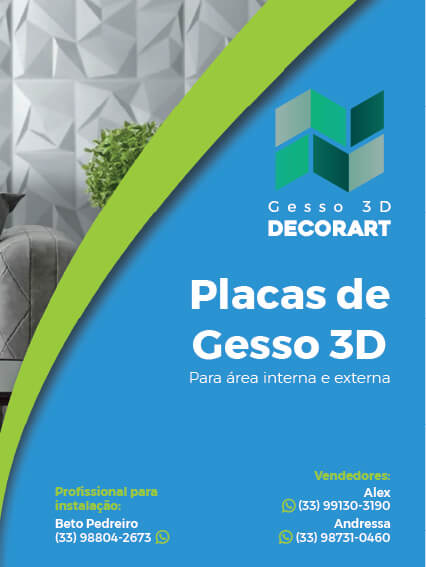 Gesso 3D
DECORART
Placas de
Gesso 3D
Para área interna e externa
Profissional para
instalação:
Beto Pedreiro
(33) 98804-2673
Vendedores:
Alex
(33) 99130-3190
Andressa
(33) 98731-0460